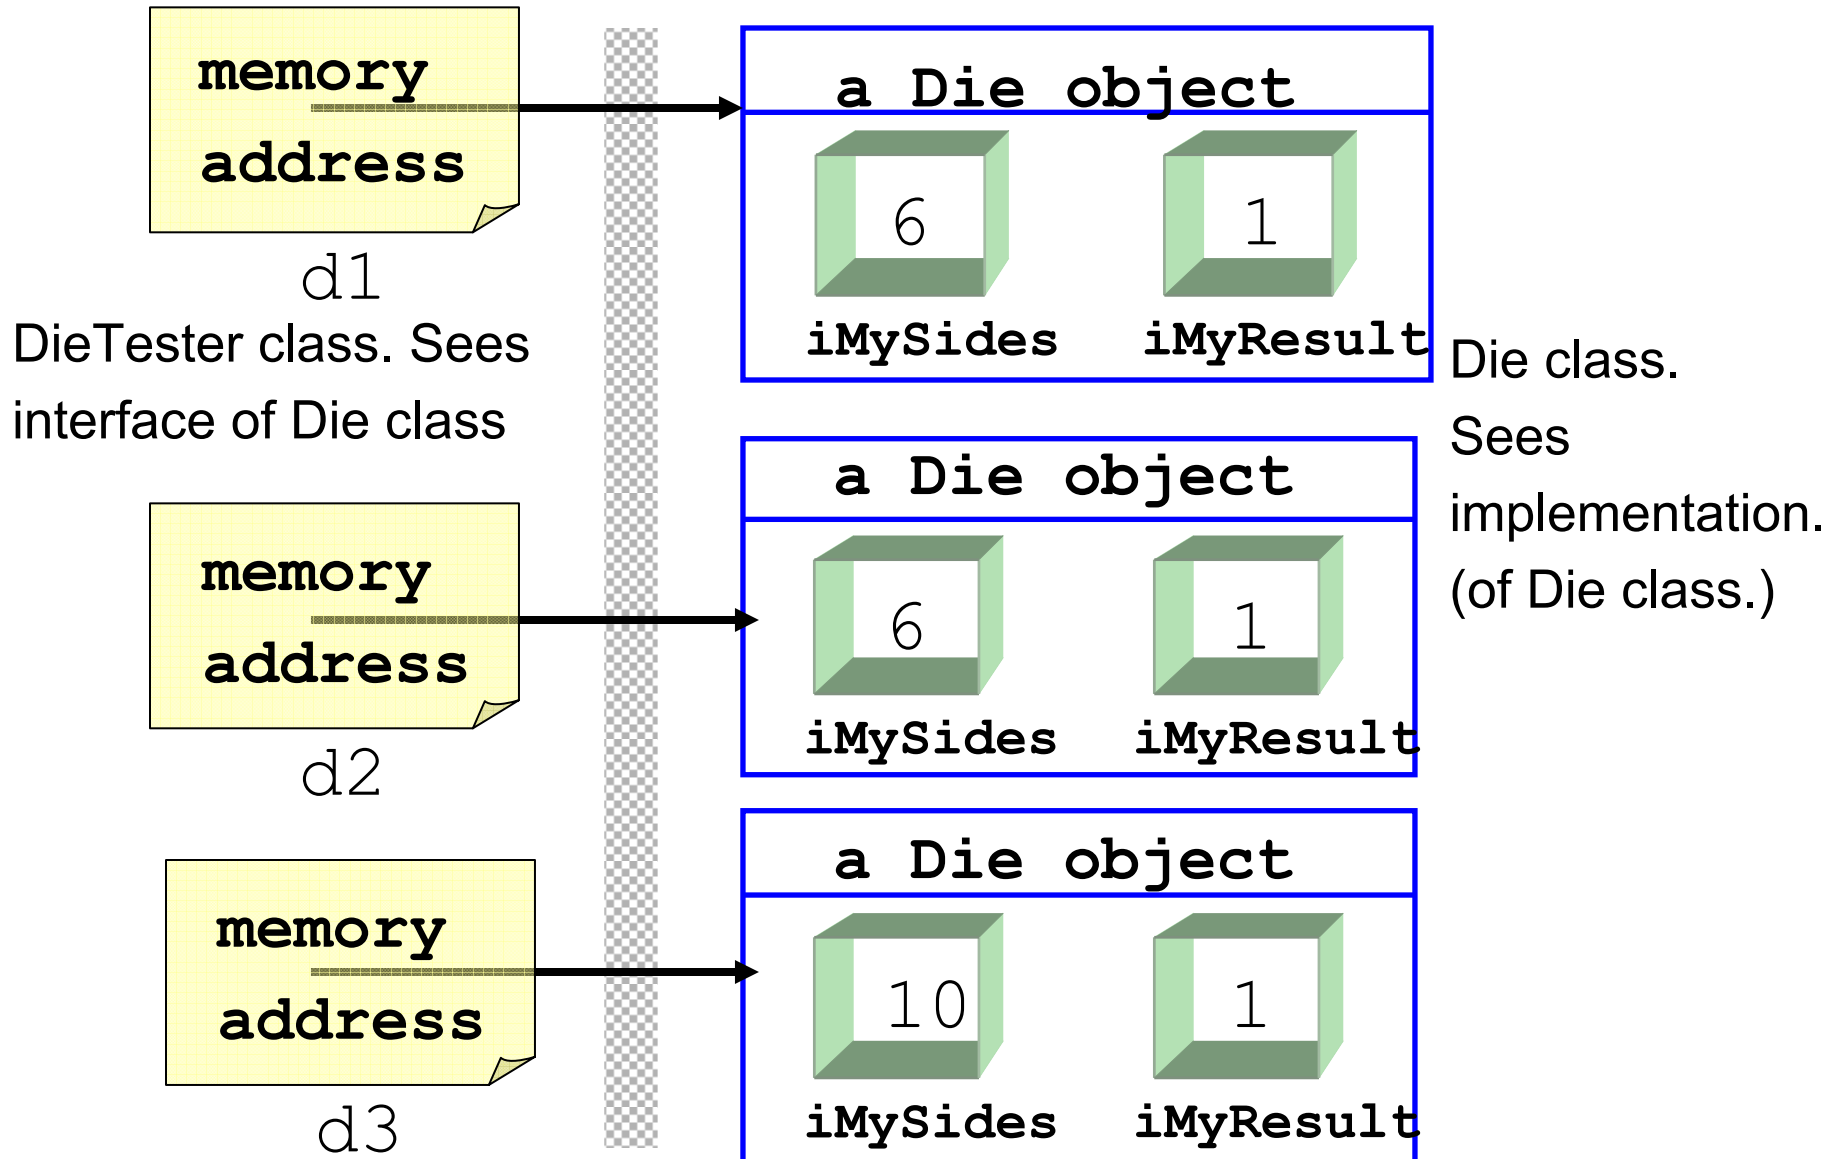 memory
address
d1
a Die object
6
1
iMySides
iMyResult
DieTester class. Sees
interface of Die class
Die class.
Sees
implementation.
(of Die class.)
memory
address
d2
a Die object
6
1
iMySides
iMyResult
memory
address
d3
a Die object
10
1
iMySides
iMyResult